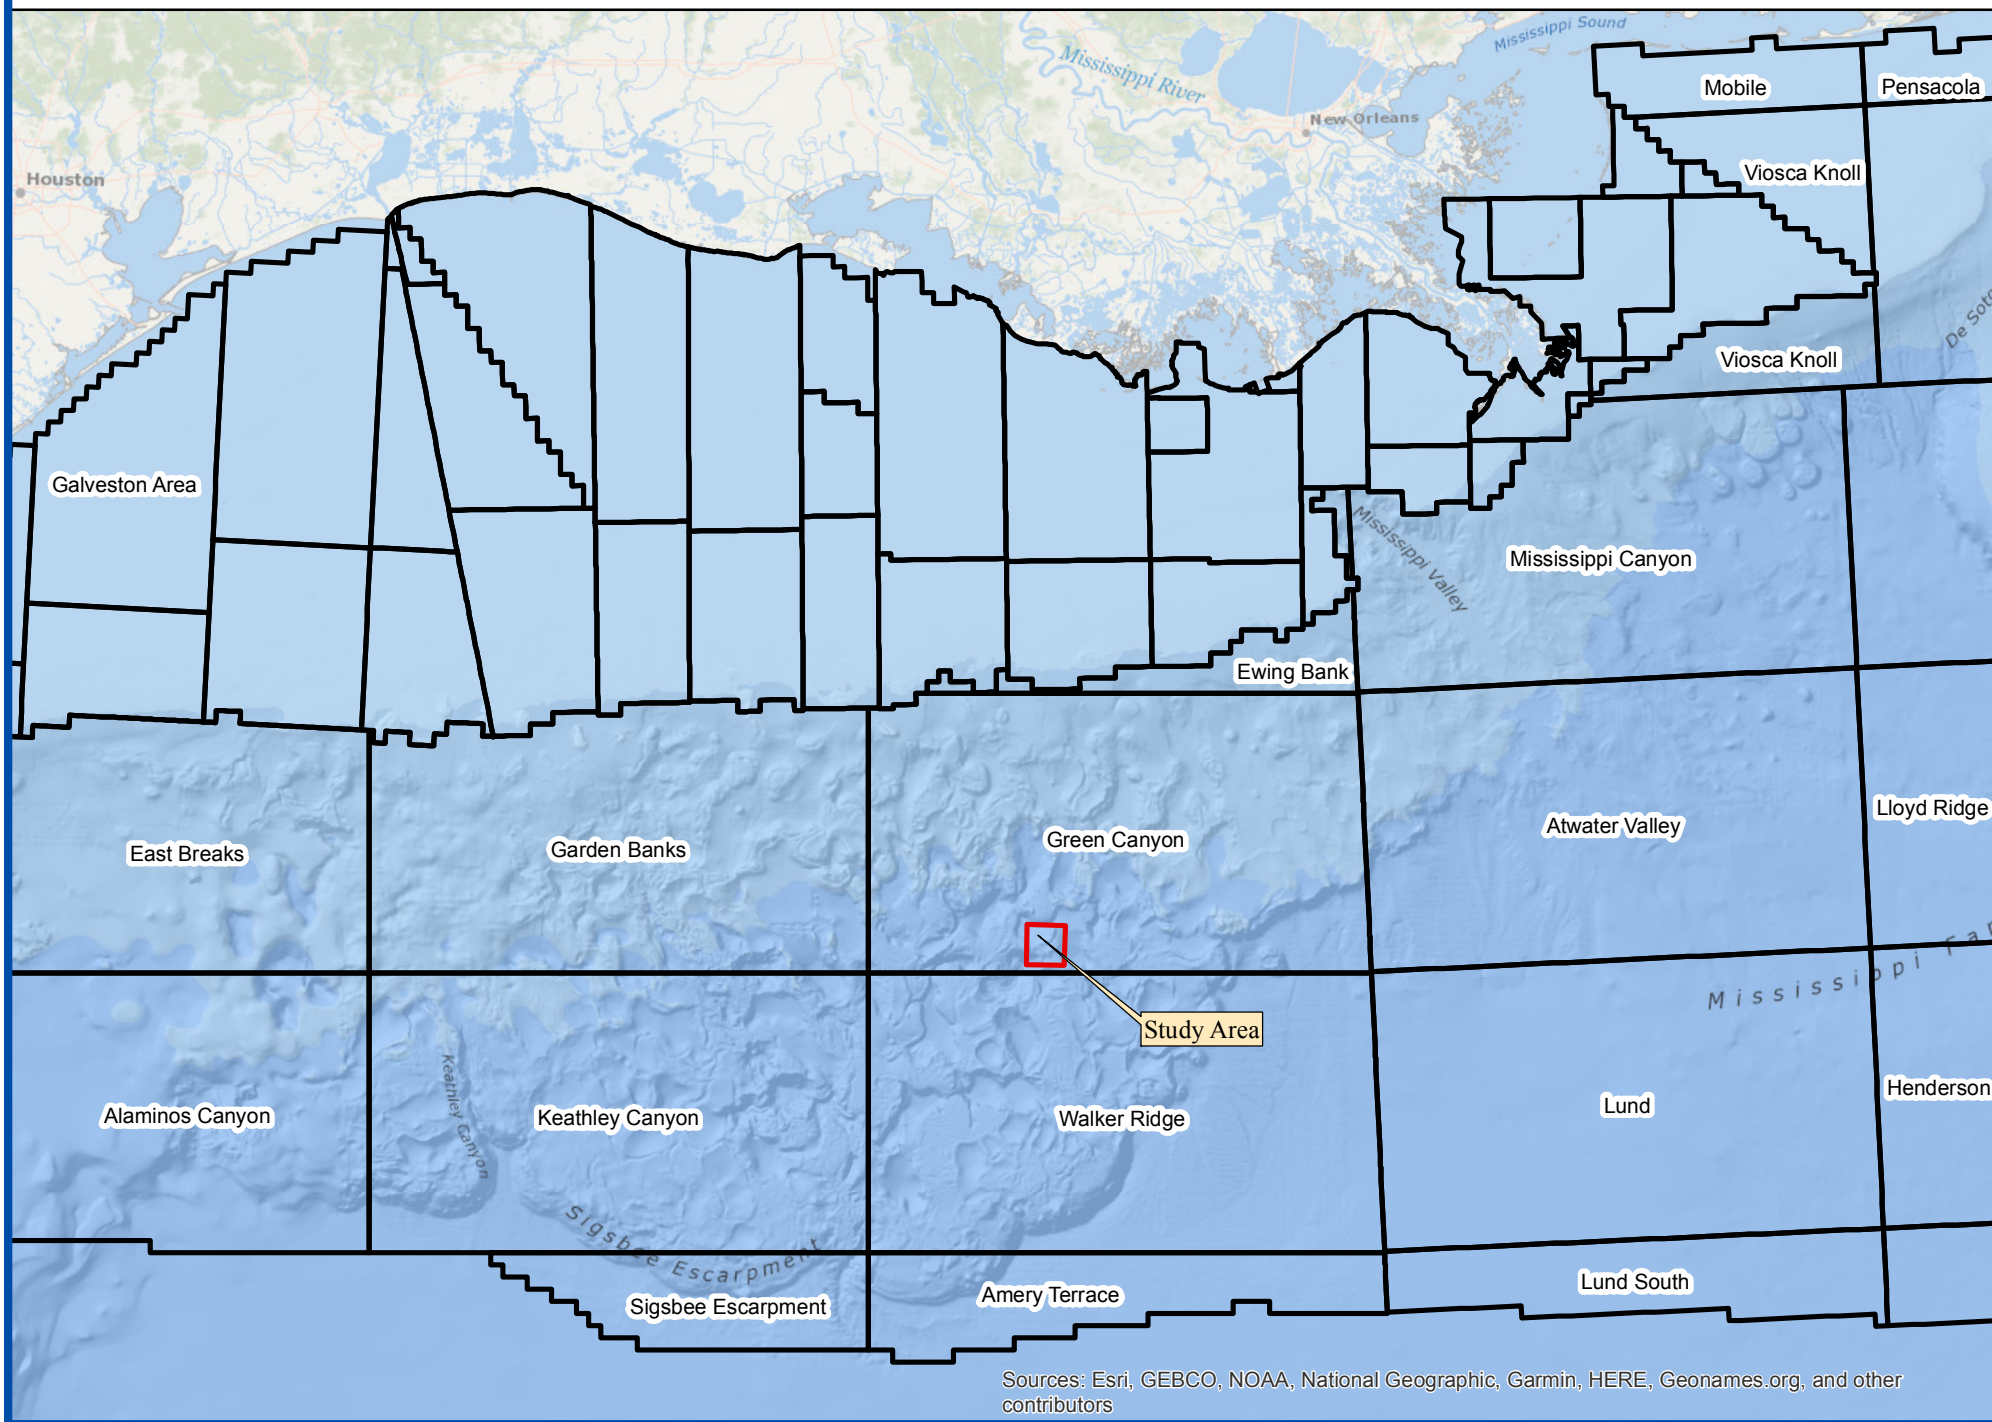 Mississippi Sound
Mississippi River
Mobile
Pensacola
New Orleans
Houston
Viosca Knoll
De Soto
Viosca Knoll
Galveston Area
Mississippi Valley
Mississippi Canyon
Ewing Bank
East Breaks
Garden Banks
Green Canyon
Atwater Valley
Lloyd Ridge
Mississippi Fan
Study Area
Keathley Canyon
Alaminos Canyon
Keathley Canyon
Walker Ridge
Lund
Henderson
Sigsbee Escarpment
Sigsbee Escarpment
Amery Terrace
Lund South
Sources: Esri, GEBCO, NOAA, National Geographic, Garmin, HERE, Geonames.org, and other
contributors